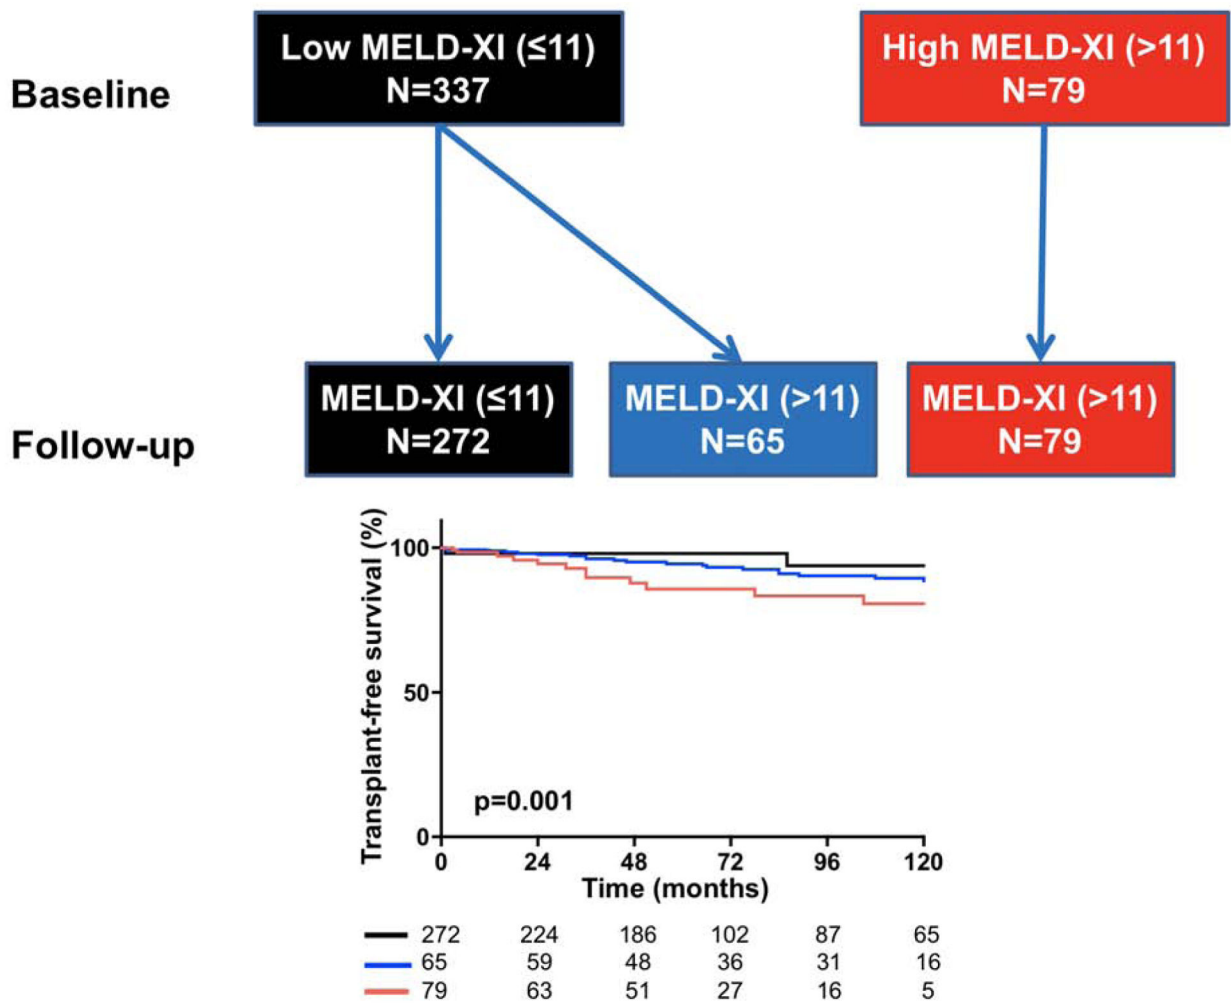 Low MELD-XI (≤11)
N=337
High MELD-XI (>11)
N=79
Baseline
MELD-XI (≤11)
N=272
MELD-XI (>11)
N=65
MELD-XI (>11)
N=79
Follow-up
Transplant-free survival (%)
100
50
0
p=0.001
0 24 48 72 96 120
Time (months)
272 224 186 102 87 65
65 59 48 36 31 16
79 63 51 27 16 5